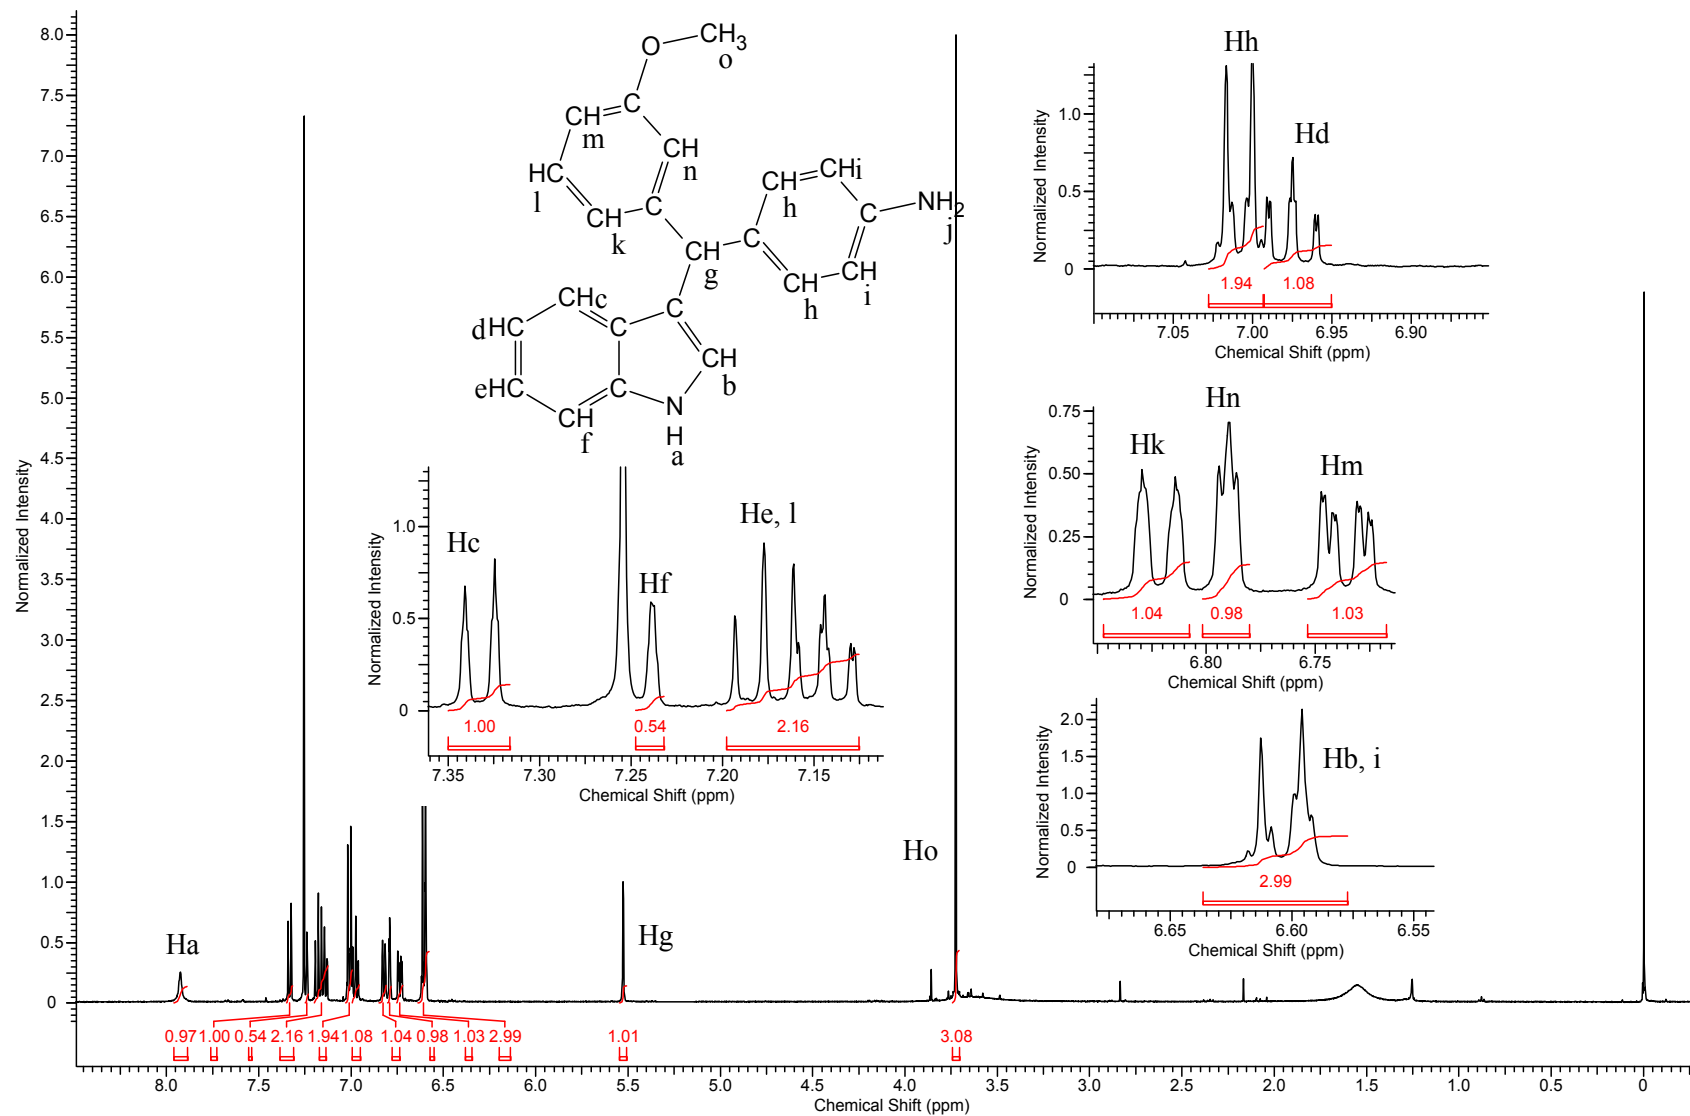 8.0
7.5
7.0
6.5
6.0
5.5
5.0
4.5
4.0
3.5
3.0
2.5
2.0
1.5
1.0
0.5
0
Normalized Intensity
O
CH3
o
CH
C
m
CH
n
HC
l
CH
k
C
CH
g
CH
h
CHi
C
NH2
j
C
CH
i
CH
h
CHc
dHC
eHC
CH
f
C
C
C
CH
b
N
H
a
Ha
Hg
Ho
0.97
1.00
0.54
2.16
1.94
1.08
1.04
0.98
1.03
2.99
1.01
3.08
8.0 7.5 7.0 6.5 6.0 5.5 5.0 4.5 4.0 3.5 3.0 2.5 2.0 1.5 1.0 0.5 0
Chemical Shift (ppm)
Hc
Hf
He, l
1.0
0.5
0
Normalized Intensity
1.00
0.54
2.16
7.35 7.30 7.25 7.20 7.15
Chemical Shift (ppm)
Hh
Hd
1.0
0.5
0
Normalized Intensity
1.94
1.08
7.05 7.00 6.95 6.90
Chemical Shift (ppm)
Hk
Hn
Hm
0.75
0.50
0.25
0
Normalized Intensity
1.04
0.98
1.03
6.80 6.75
Chemical Shift (ppm)
Hb, i
2.0
1.5
1.0
0.5
0
Normalized Intensity
2.99
6.65 6.60 6.55
Chemical Shift (ppm)